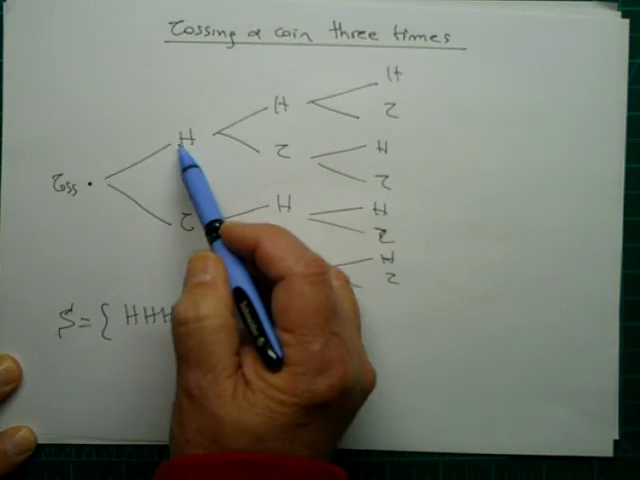 Tossing a coin three times
H
H T
H H
T T
Toss H T
H H
T T
H
T
S = { HHH